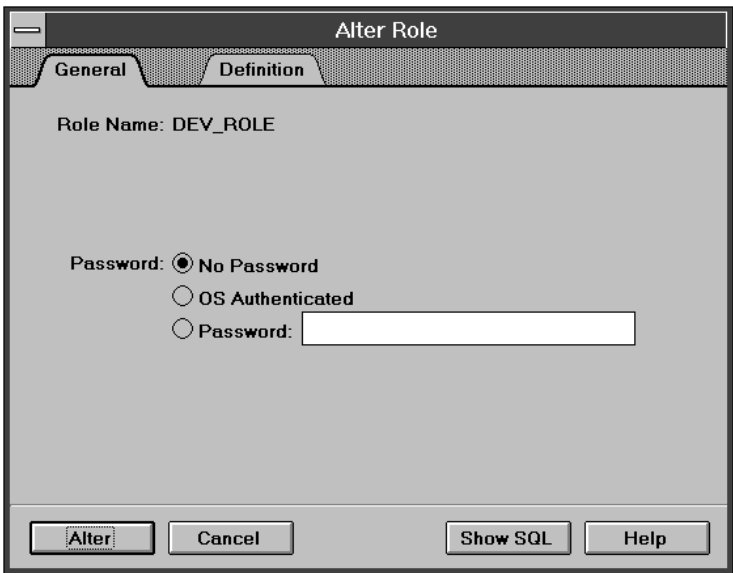 Alter Role
General Definition
Role Name: DEV_ROLE
Password: No Password
OS Authenticated
Password:
Alter Cancel Show SQL Help